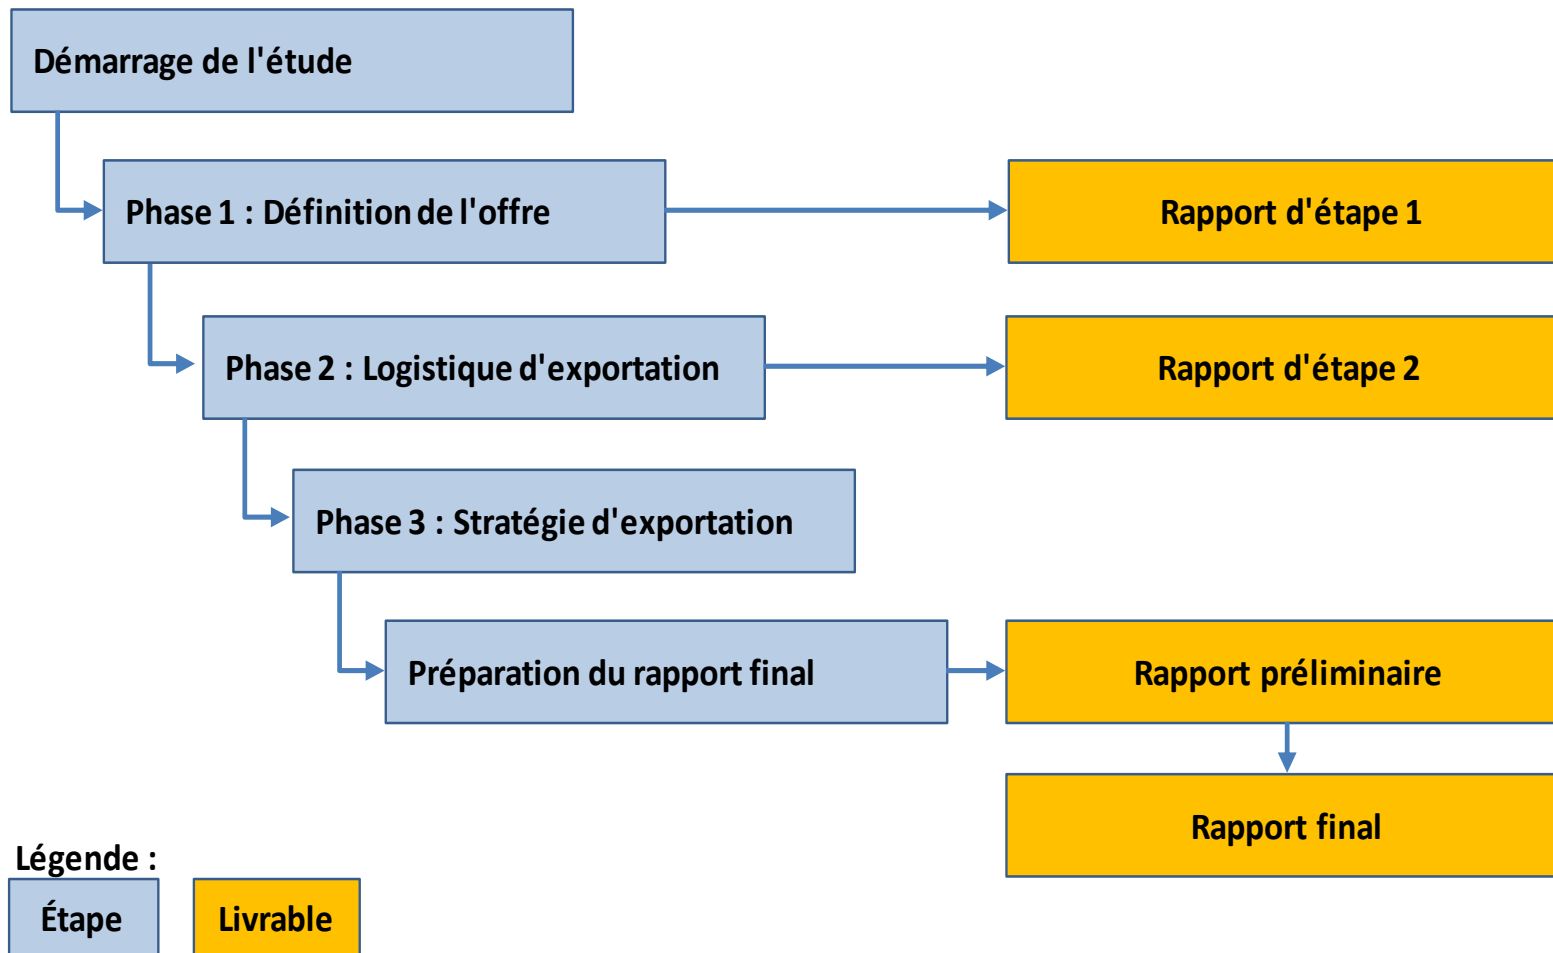 Démarrage de l'étude
Phase 1 : Définition de l'offre
Rapport d'étape 1
Phase 2 : Logistique d'exportation
Rapport d'étape 2
Phase 3 : Stratégie d'exportation
Préparation du rapport final
Rapport préliminaire
Rapport final
Légende :
Étape
Livrable